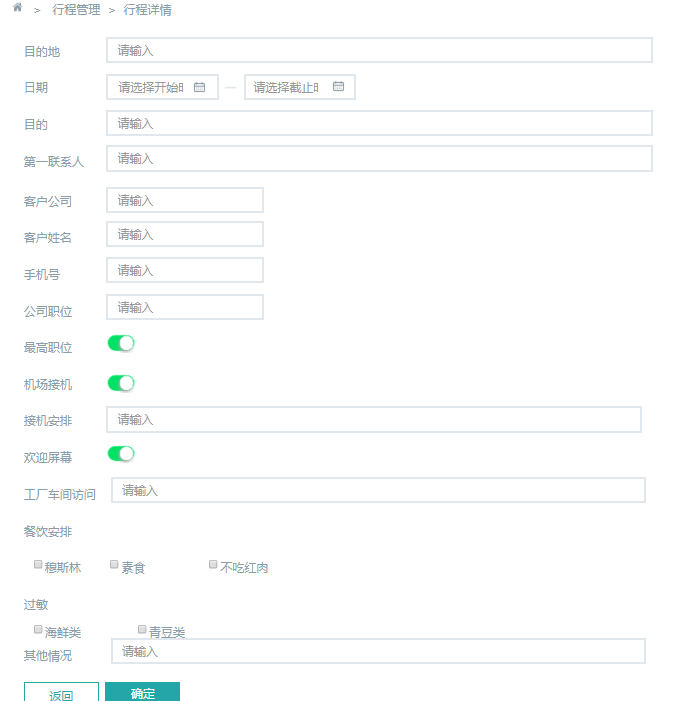 > 行程管理 > 行程详情
目的地 请输入
日期 请选择开始时 — 请选择截止时
目的 请输入
第一联系人 请输入
客户公司 请输入
客户姓名 请输入
手机号 请输入
公司职位 请输入
最高职位
机场接机
接机安排 请输入
欢迎屏幕
工厂车间访问 请输入
餐饮安排
穆斯林 素食 不吃红肉
过敏
海鲜类 青豆类
其他情况 请输入
返回 确定